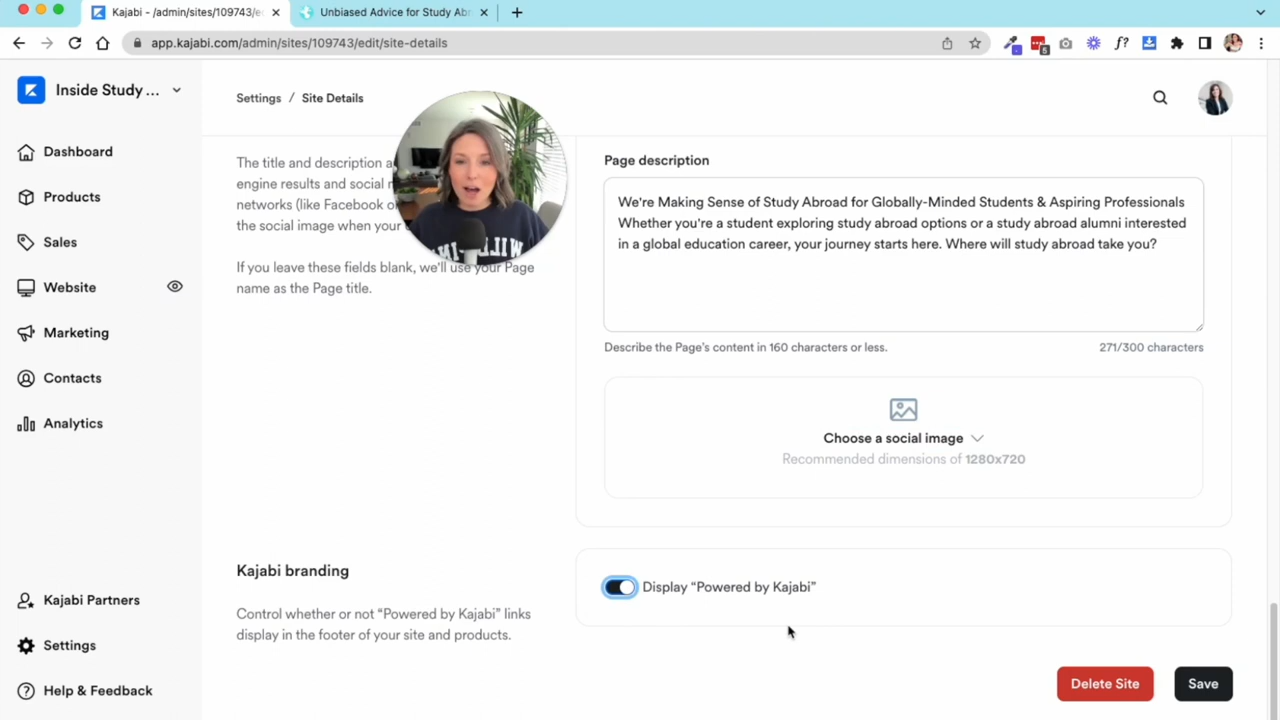 Kajabi - /admin/sites/109743/e
Unbiased Advice for Study Abr
app.kajabi.com/admin/sites/109743/edit/site-details
Inside Study ...
Dashboard
Products
Sales
Website
Marketing
Contacts
Analytics
Kajabi Partners
Settings
Help & Feedback
Settings / Site Details
The title and description a
engine results and social
networks (like Facebook o
the social image when your
If you leave these fields blank, we'll use your Page
name as the Page title.
Page description
We're Making Sense of Study Abroad for Globally-Minded Students & Aspiring Professionals
Whether you're a student exploring study abroad options or a study abroad alumni interested
in a global education career, your journey starts here. Where will study abroad take you?
Describe the Page's content in 160 characters or less.
271/300 characters
Choose a social image
Recommended dimensions of 1280x720
Kajabi branding
Control whether or not “Powered by Kajabi” links
display in the footer of your site and products.
Display “Powered by Kajabi”
Delete Site
Save